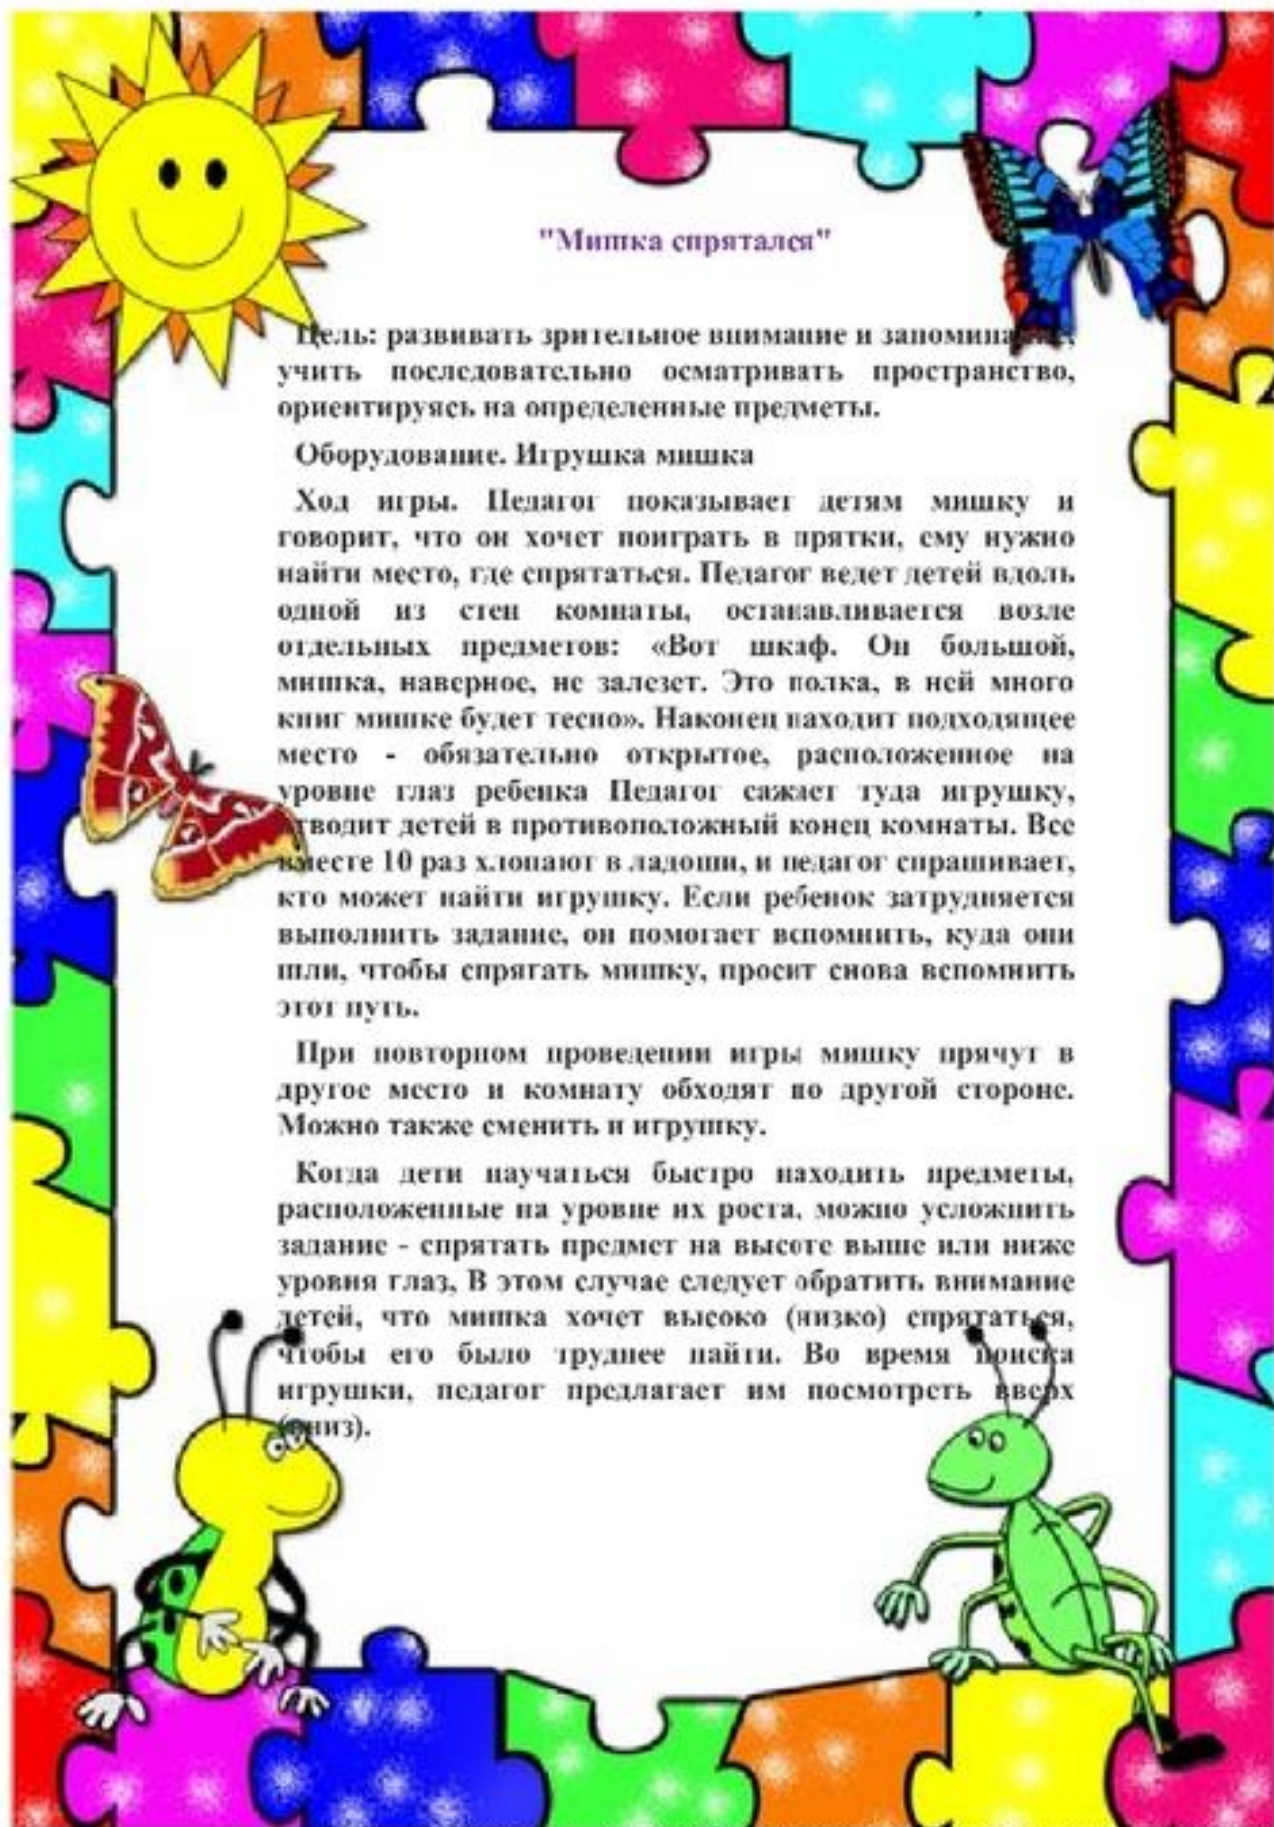 "Мишка спрятался"
Цель: развивать зрительное внимание и запоминание,
учить последовательно осматривать пространство,
ориентируясь на определенные предметы.
Оборудование. Игрушка мишка
Ход игры. Педагог показывает детям мишку и
говорит, что он хочет поиграть в прятки, ему нужно
найти место, где спрятаться. Педагог ведет детей вдоль
одной из стен комнаты, останавливается возле
отдельных предметов: «Вот шкаф. Он большой,
мишка, наверное, не залезет. Это полка, в ней много
книг мишке будет тесно». Наконец находит подходящее
место - обязательно открытое, расположенное на
уровне глаз ребенка Педагог сажает туда игрушку,
отводит детей в противоположный конец комнаты. Все
вместе 10 раз хлопают в ладоши, и педагог спрашивает,
кто может найти игрушку. Если ребенок затрудняется
выполнить задание, он помогает вспомнить, куда они
шли, чтобы спрятать мишку, просит снова вспомнить
этот путь.
При повторном проведении игры мишку прячут в
другое место и комнату обходят по другой стороне.
Можно также сменить и игрушку.
Когда дети научаться быстро находить предметы,
расположенные на уровне их роста, можно усложнить
задание - спрятать предмет на высоте выше или ниже
уровня глаз, В этом случае следует обратить внимание
детей, что мишка хочет высоко (низко) спрятаться,
чтобы его было труднее найти. Во время поиска
игрушки, педагог предлагает им посмотреть вверх
(вниз).